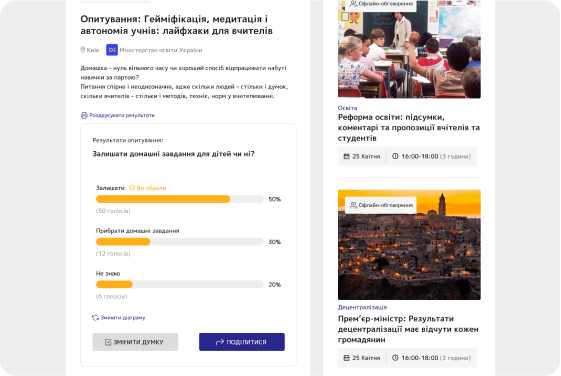 Опитування: Гейміфікація, медитація і
автономія учнів: лайфхаки для вчителів
Київ
Міністерство освіти України
Домашка – нуль вільного часу чи хороший спосіб відпрацювати набуті
навички за партою?
Питання спірне і неоднозначне, адже скільки людей – стільки і думок,
скільки вчителів – стільки і методів, технік, норм у вчителюванні.
Роздрукувати результати
Результати опитування:
Залишати домашні завдання для дітей чи ні?
Залишати
Ви обрали
50%
(50 голосів)
Прибрати домашні завдання
30%
(12 голосів)
Не знаю
20%
(6 голосів)
Змінити діаграму
ЗМІНИТИ ДУМКУ
ПОДІЛИТИСЯ
Офлайн-обговорення
Освіта
Реформа освіти: підсумки,
коментарі та пропозиції вчителів та
студентів
25 Квітня
16:00-18:00 (3 години)
Офлайн-обговорення
Децентралізація
Прем’єр-міністр: Результати
децентралізації має відчути кожен
громадянин
25 Квітня
16:00-18:00 (3 години)